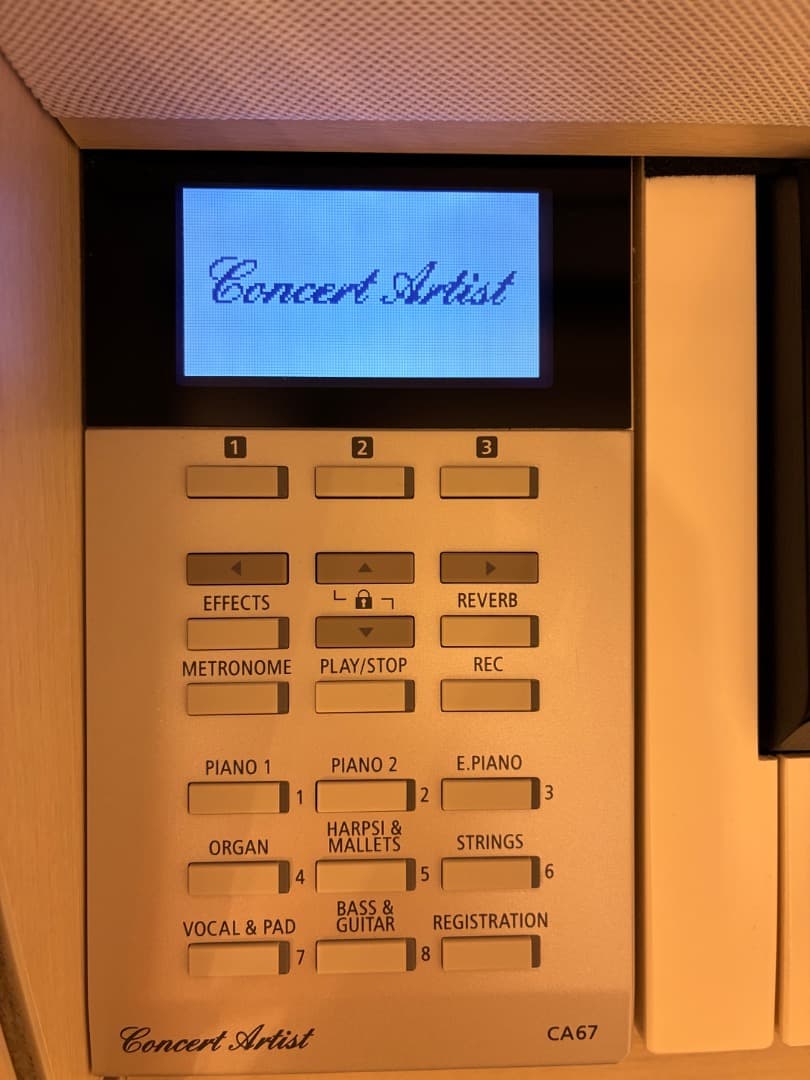 Concert Artist
1 2 3
EFFECTS REVERB
METRONOME PLAY/STOP REC
PIANO 1 PIANO 2 E.PIANO
1 2 3
ORGAN HARPSI & MALLETS STRINGS
4 5 6
VOCAL & PAD BASS & GUITAR REGISTRATION
7 8
Concert Artist CA67